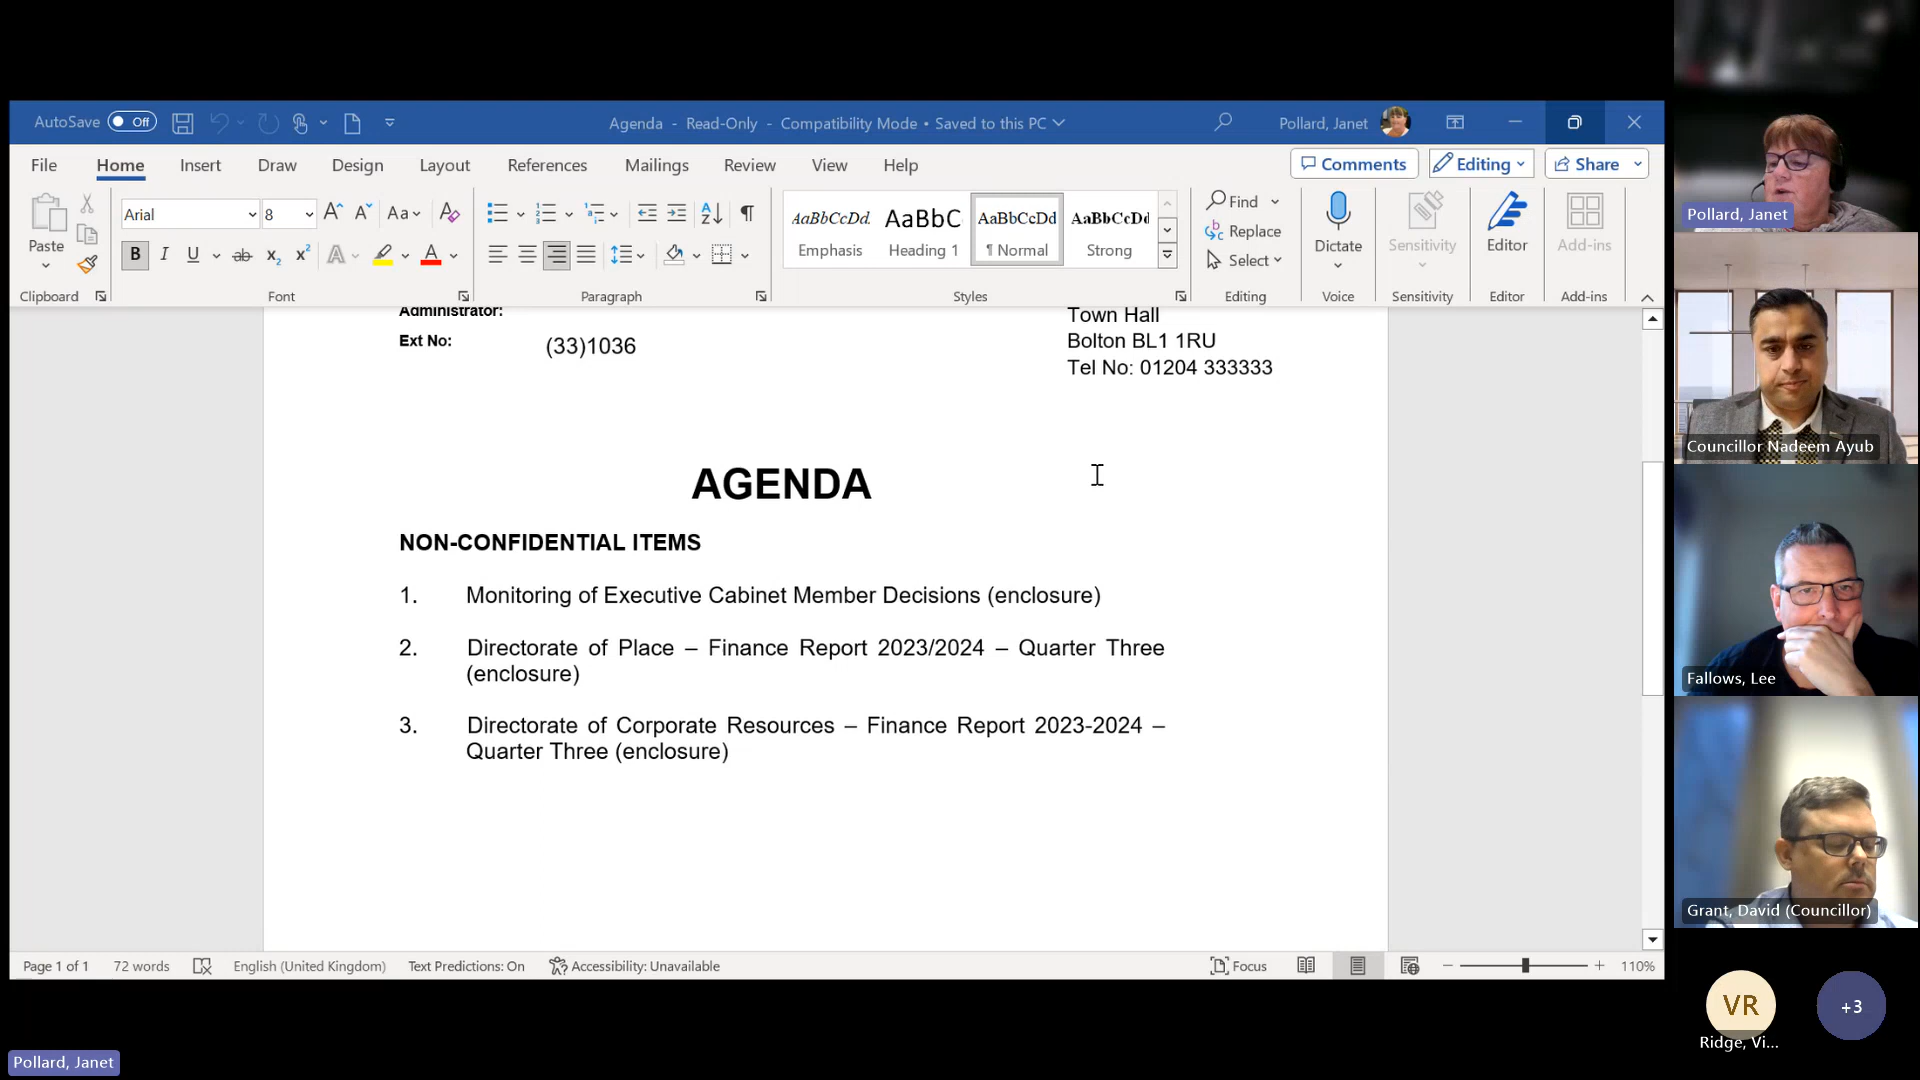 AutoSave Off
Agenda - Read-Only - Compatibility Mode • Saved to this PC
Pollard, Janet
File Home Insert Draw Design Layout References Mailings Review View Help
Comments Editing Share
Paste
Arial 8
Aa
B I U ab x₂ x² A A
¶
AaBbCcDd AaBbC AaBbCcDd AaBbCcDd
Emphasis Heading 1 ¶ Normal Strong
Find
Replace
Select
Dictate Sensitivity Editor Add-ins
Clipboard Font Paragraph Styles Editing Voice Sensitivity Editor Add-ins
Administrator:
Ext No: (33)1036
Town Hall
Bolton BL1 1RU
Tel No: 01204 333333
AGENDA
NON-CONFIDENTIAL ITEMS
1. Monitoring of Executive Cabinet Member Decisions (enclosure)
2. Directorate of Place – Finance Report 2023/2024 – Quarter Three
(enclosure)
3. Directorate of Corporate Resources – Finance Report 2023-2024 –
Quarter Three (enclosure)
Page 1 of 1 72 words English (United Kingdom) Text Predictions: On Accessibility: Unavailable Focus 110%
Pollard, Janet
Pollard, Janet
Councillor Nadeem Ayub
Fallows, Lee
Grant, David (Councillor)
VR +3
Ridge, Vi...